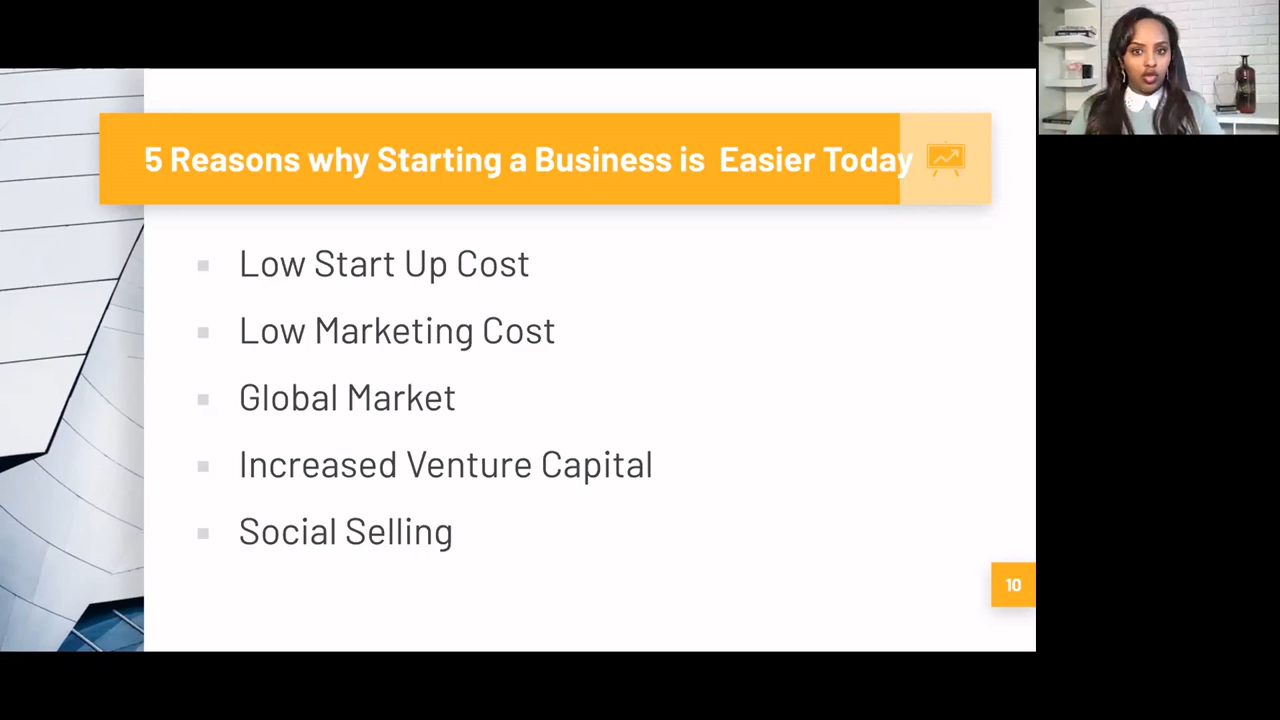 5 Reasons why Starting a Business is  Easier Today
Low Start Up Cost
Low Marketing Cost
Global Market
Increased Venture Capital
Social Selling
10